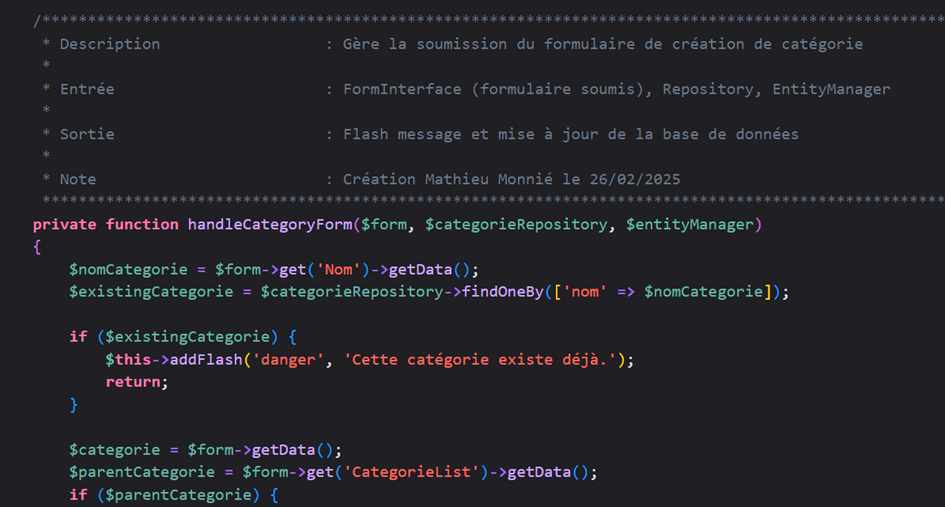 /****************************************************************************************************
* Description : Gère la soumission du formulaire de création de catégorie
*
* Entrée : FormInterface (formulaire soumis), Repository, EntityManager
*
* Sortie : Flash message et mise à jour de la base de données
*
* Note : Création Mathieu Monnié le 26/02/2025
****************************************************************************************************
private function handleCategoryForm($form, $categorieRepository, $entityManager)
{
$nomCategorie = $form->get('Nom')->getData();
$existingCategorie = $categorieRepository->findOneBy(['nom' => $nomCategorie]);
if ($existingCategorie) {
$this->addFlash('danger', 'Cette catégorie existe déjà.');
return;
}
$categorie = $form->getData();
$parentCategorie = $form->get('CategorieList')->getData();
if ($parentCategorie) {